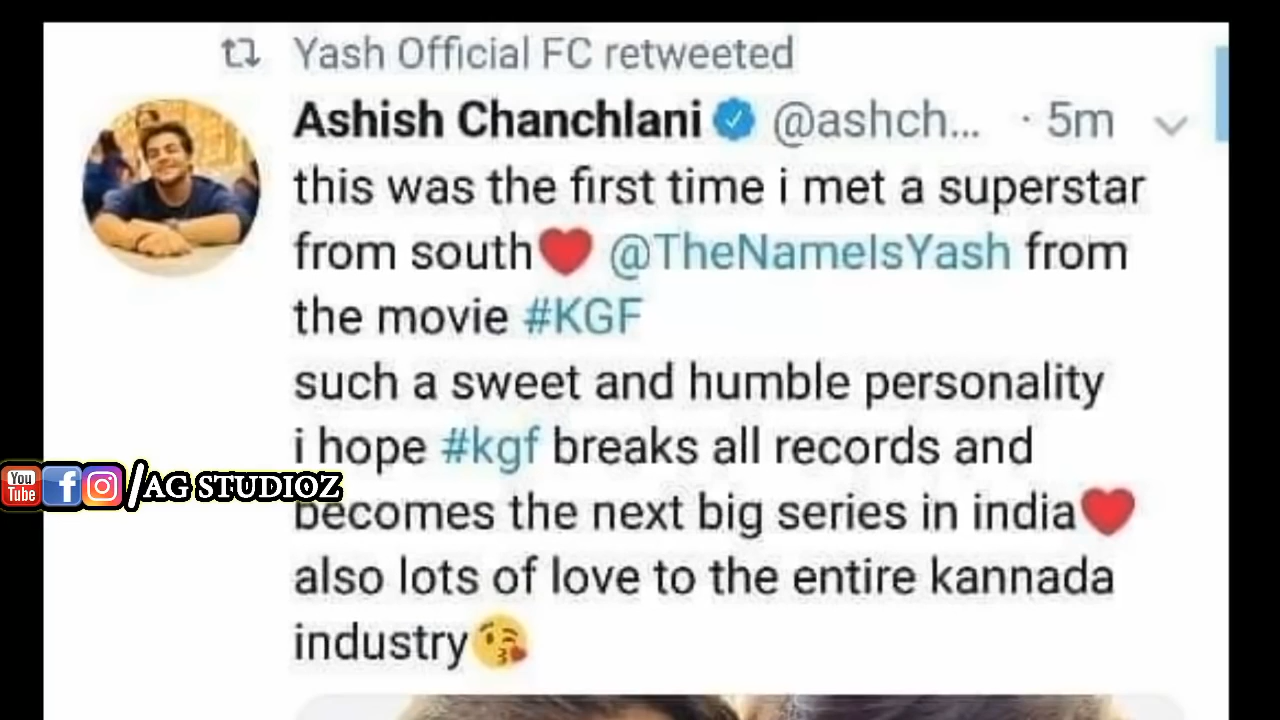 Yash Official FC retweeted
Ashish Chanchlani @ashch... · 5m
this was the first time i met a superstar
from south❤️ @TheNameIsYash from
the movie #KGF
such a sweet and humble personality
i hope #kgf breaks all records and
You Tube f /AG STUDIOZ
becomes the next big series in india❤️
also lots of love to the entire kannada
industry😘